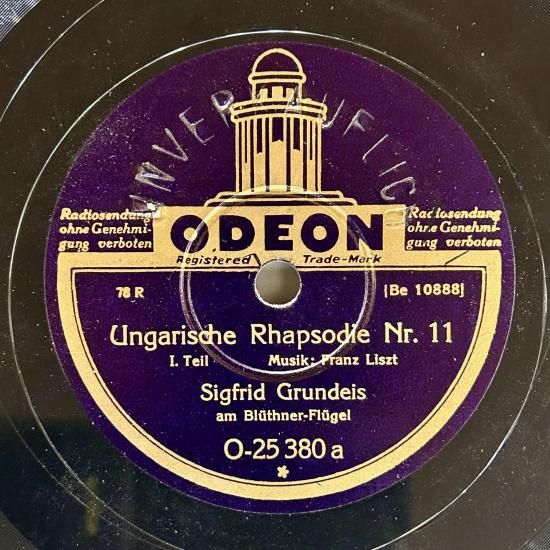 UNVERKÄUFLICH
Radiosendung
ohne Genehmi-
gung verboten
ODEON
Radiosendung
ohne Genehmi-
gung verboten
Registered Trade-Mark
78 R
[Be 10888]
Ungarische Rhapsodie Nr. 11
I. Teil Musik: Franz Liszt
Sigfrid Grundeis
am Blüthner-Flügel
O-25 380 a
*